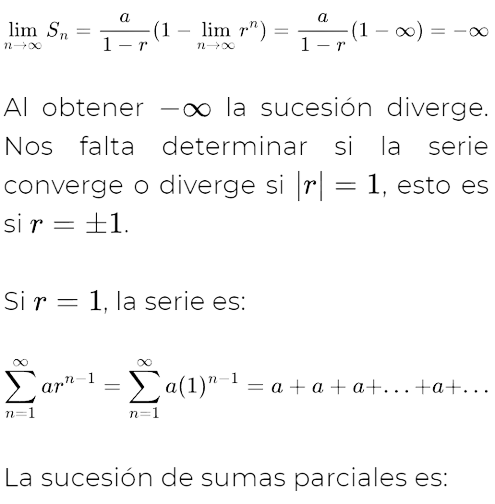 lim_{n→∞} S_n = \frac{a}{1 − r}(1 − lim_{n→∞} r^n) = \frac{a}{1 − r}(1 − ∞) = −∞
Al obtener −∞ la sucesión diverge.
Nos falta determinar si la serie
converge o diverge si |r| = 1, esto es
si r = ±1.
Si r = 1, la serie es:
∑_{n=1}^{∞} ar^{n−1} = ∑_{n=1}^{∞} a(1)^{n−1} = a + a + a+...+a+...
La sucesión de sumas parciales es: